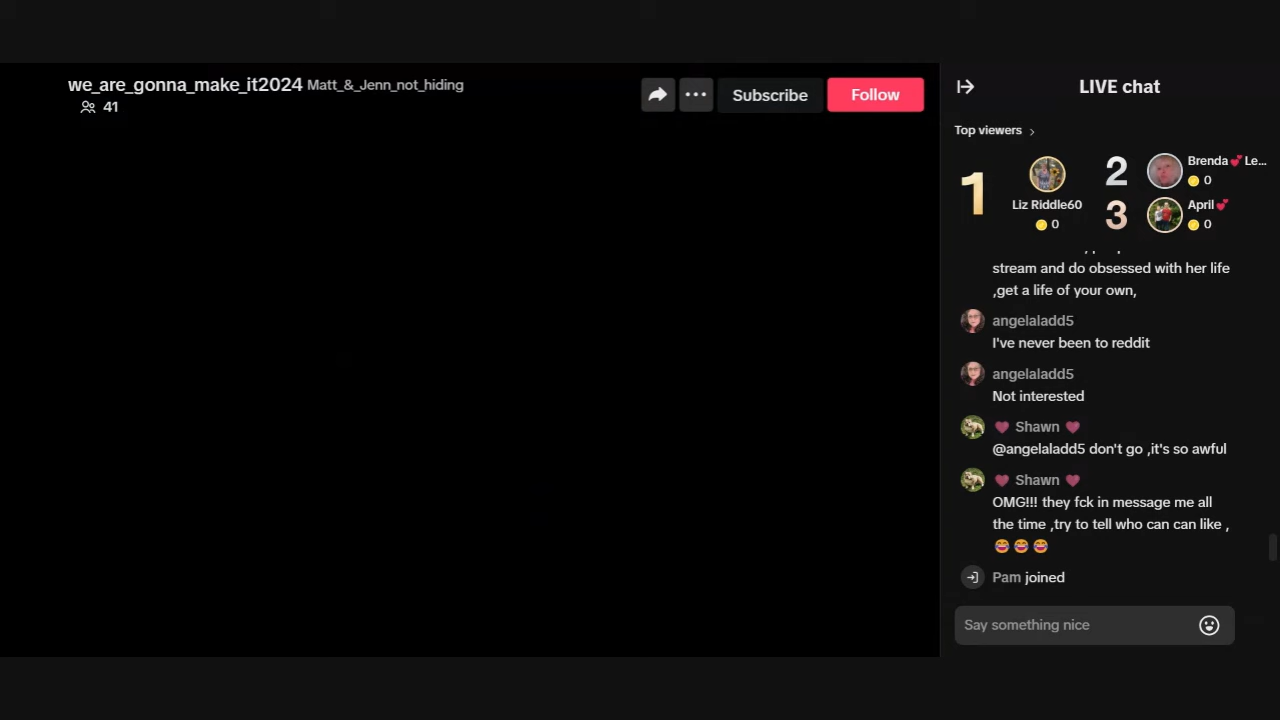 we_are_gonna_make_it2024 Matt_&_Jenn_not_hiding
41
Subscribe
Follow
LIVE chat
Top viewers
1
Liz Riddle60
0
2
Brenda💕Le...
0
3
April💕
0
stream and do obsessed with her life
,get a life of your own,
angelaladd5
I've never been to reddit
angelaladd5
Not interested
♥ Shawn ♥
@angelaladd5 don't go ,it's so awful
♥ Shawn ♥
OMG!!! they fck in message me all
the time ,try to tell who can can like ,
😂😂😂
Pam joined
Say something nice